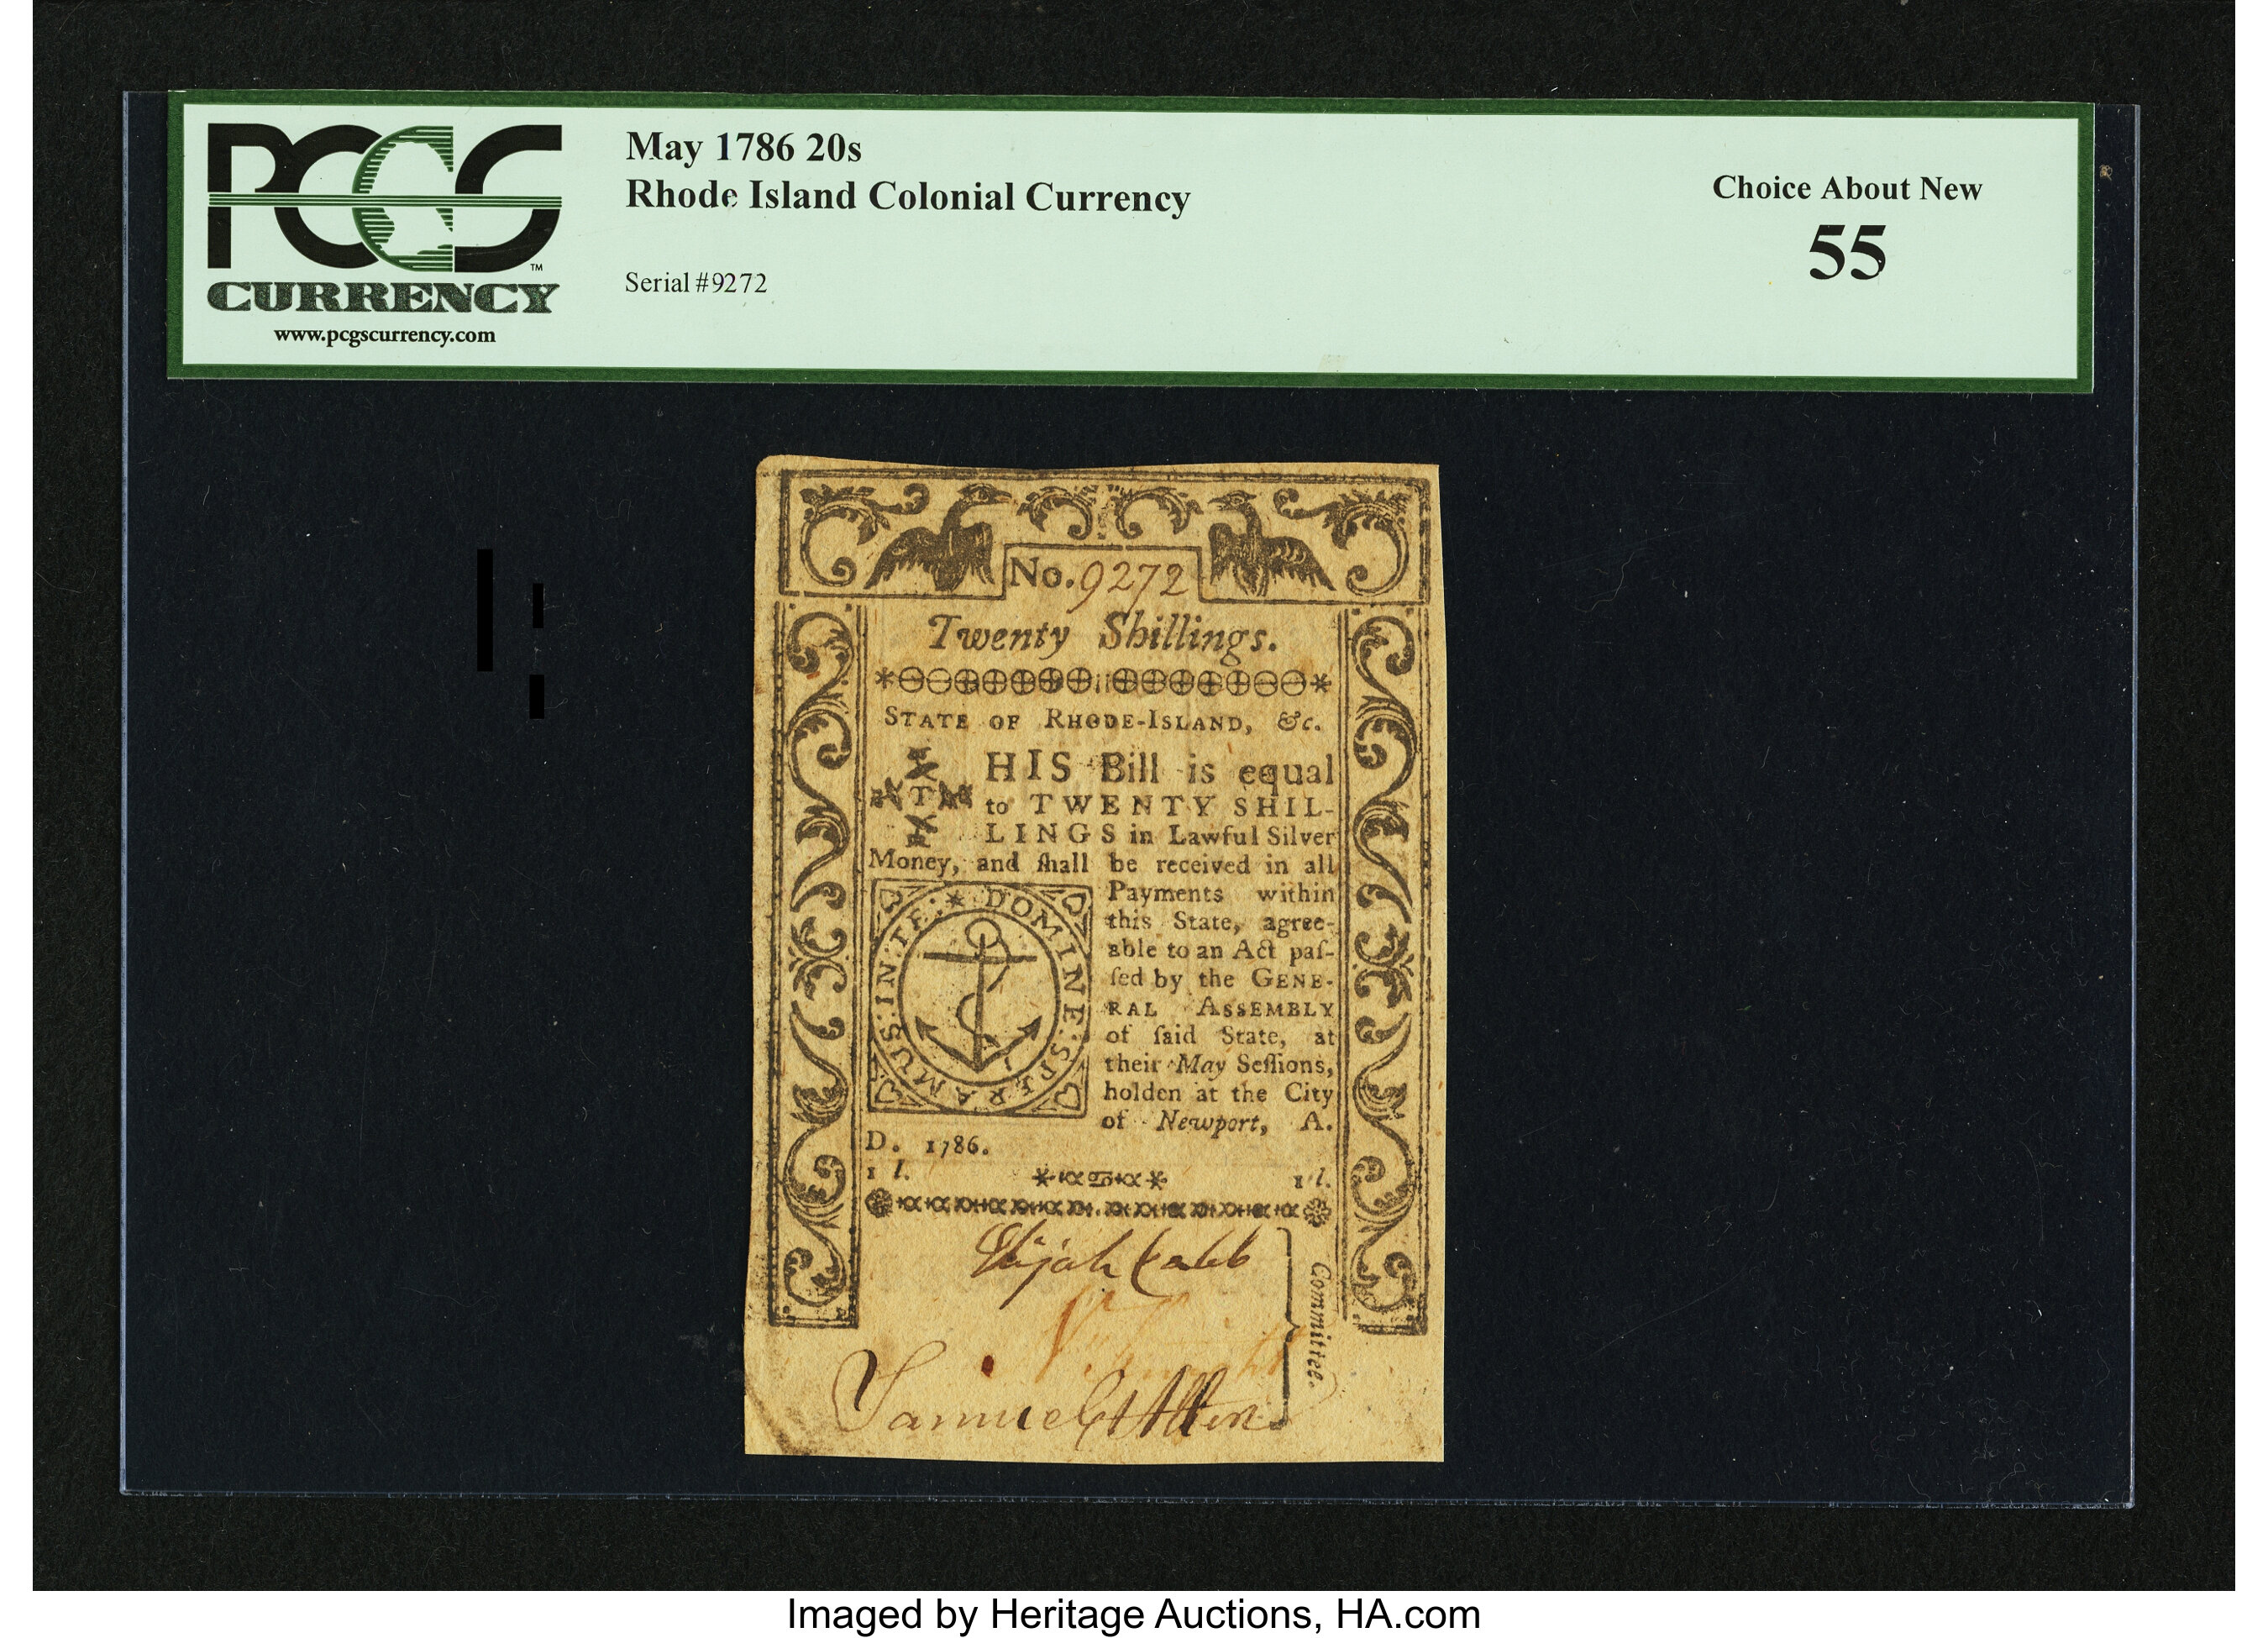 PCGS
CURRENCY
www.pcgscurrency.com
May 1786 20s
Rhode Island Colonial Currency
Serial #9272
Choice About New
55
No. 9272
Twenty Shillings.
STATE OF RHODE-ISLAND, &c.
THIS Bill is equal
to TWENTY SHIL-
LINGS in Lawful Silver
Money, and ſhall be received in all
Payments within
this State, agree-
able to an Act paſ-
ſed by the GENE-
RAL ASSEMBLY
of ſaid State, at
their May Seſſions,
holden at the City
of Newport, A.
D. 1786.
DOMINE: SPERAMUS: IN: TE:
1 l. 1 l.
Elijah Cobb
Samuel Allen
Committee.
Imaged by Heritage Auctions, HA.com